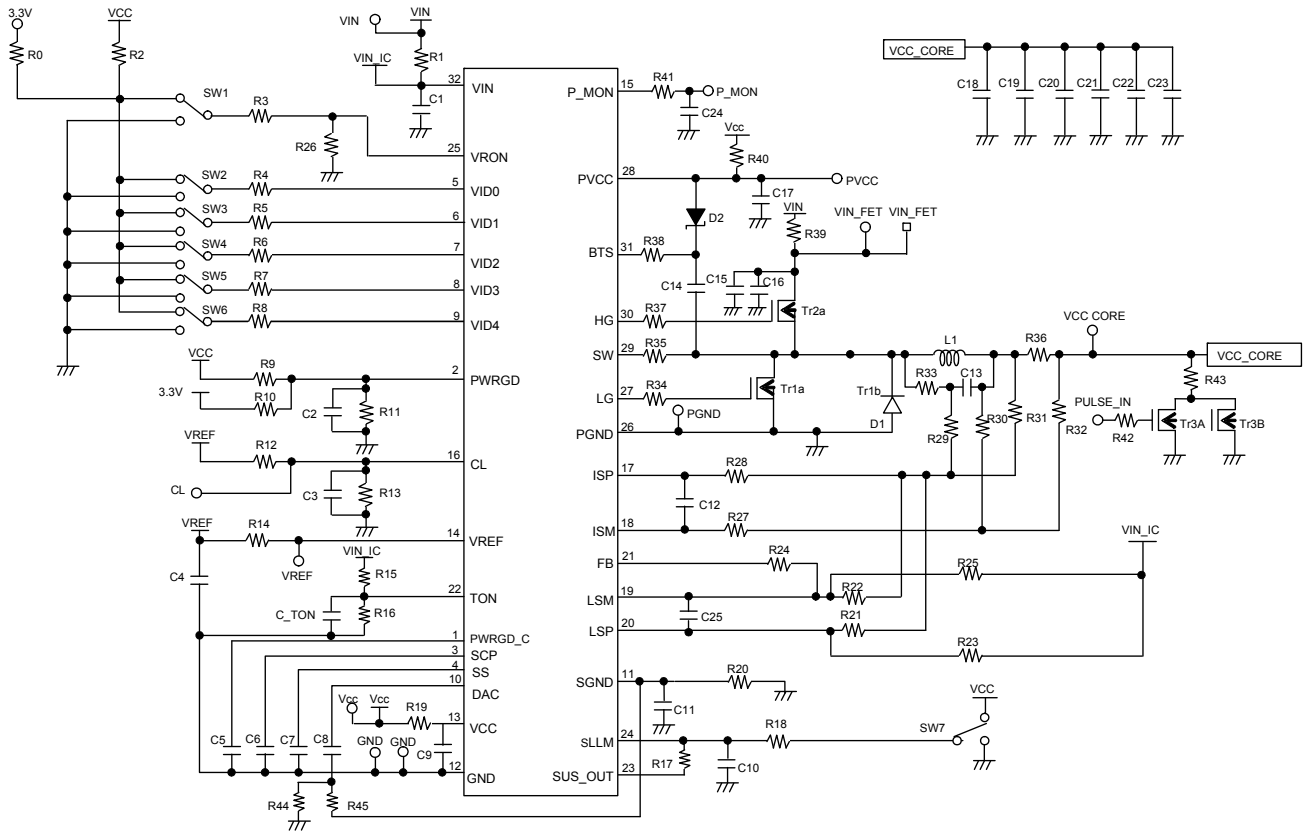 3.3V
R0
VCC
R2
SW1
R3
R26
SW2
R4
SW3
R5
SW4
R6
SW5
R7
SW6
R8
VIN
VIN
VIN_IC
R1
C1
32
VIN
25
VRON
5
VID0
6
VID1
7
VID2
8
VID3
9
VID4
VCC
R9
3.3V
R10
C2
R11
2
PWRGD
VREF
R12
CL
C3
R13
16
CL
VREF
R14
VREF
C4
14
VREF
VIN_IC
R15
C_TON
R16
22
TON
1
PWRGD_C
3
SCP
4
SS
10
DAC
Vcc
Vcc
R19
13
VCC
C5
C6
C7
C8
GND
GND
C9
12
GND
R44
R45
P_MON
15
R41
P_MON
C24
Vcc
R40
PVCC
28
C17
PVCC
D2
VIN
R39
VIN_FET
VIN_FET
BTS
31
R38
C14
C15
C16
HG
30
R37
Tr2a
SW
29
R35
L1
R36
VCC CORE
VCC_CORE
LG
27
R34
PGND
Tr1a
Tr1b
D1
R33
C13
R29
R30
R31
R32
R43
PULSE_IN
R42
Tr3A
Tr3B
PGND
26
ISP
17
R28
C12
ISM
18
R27
FB
21
R24
LSM
19
R22
R25
VIN_IC
C25
LSP
20
R21
R23
SGND
11
R20
C11
SLLM
24
R18
SW7
VCC
R17
C10
SUS_OUT
23
VCC_CORE
C18
C19
C20
C21
C22
C23